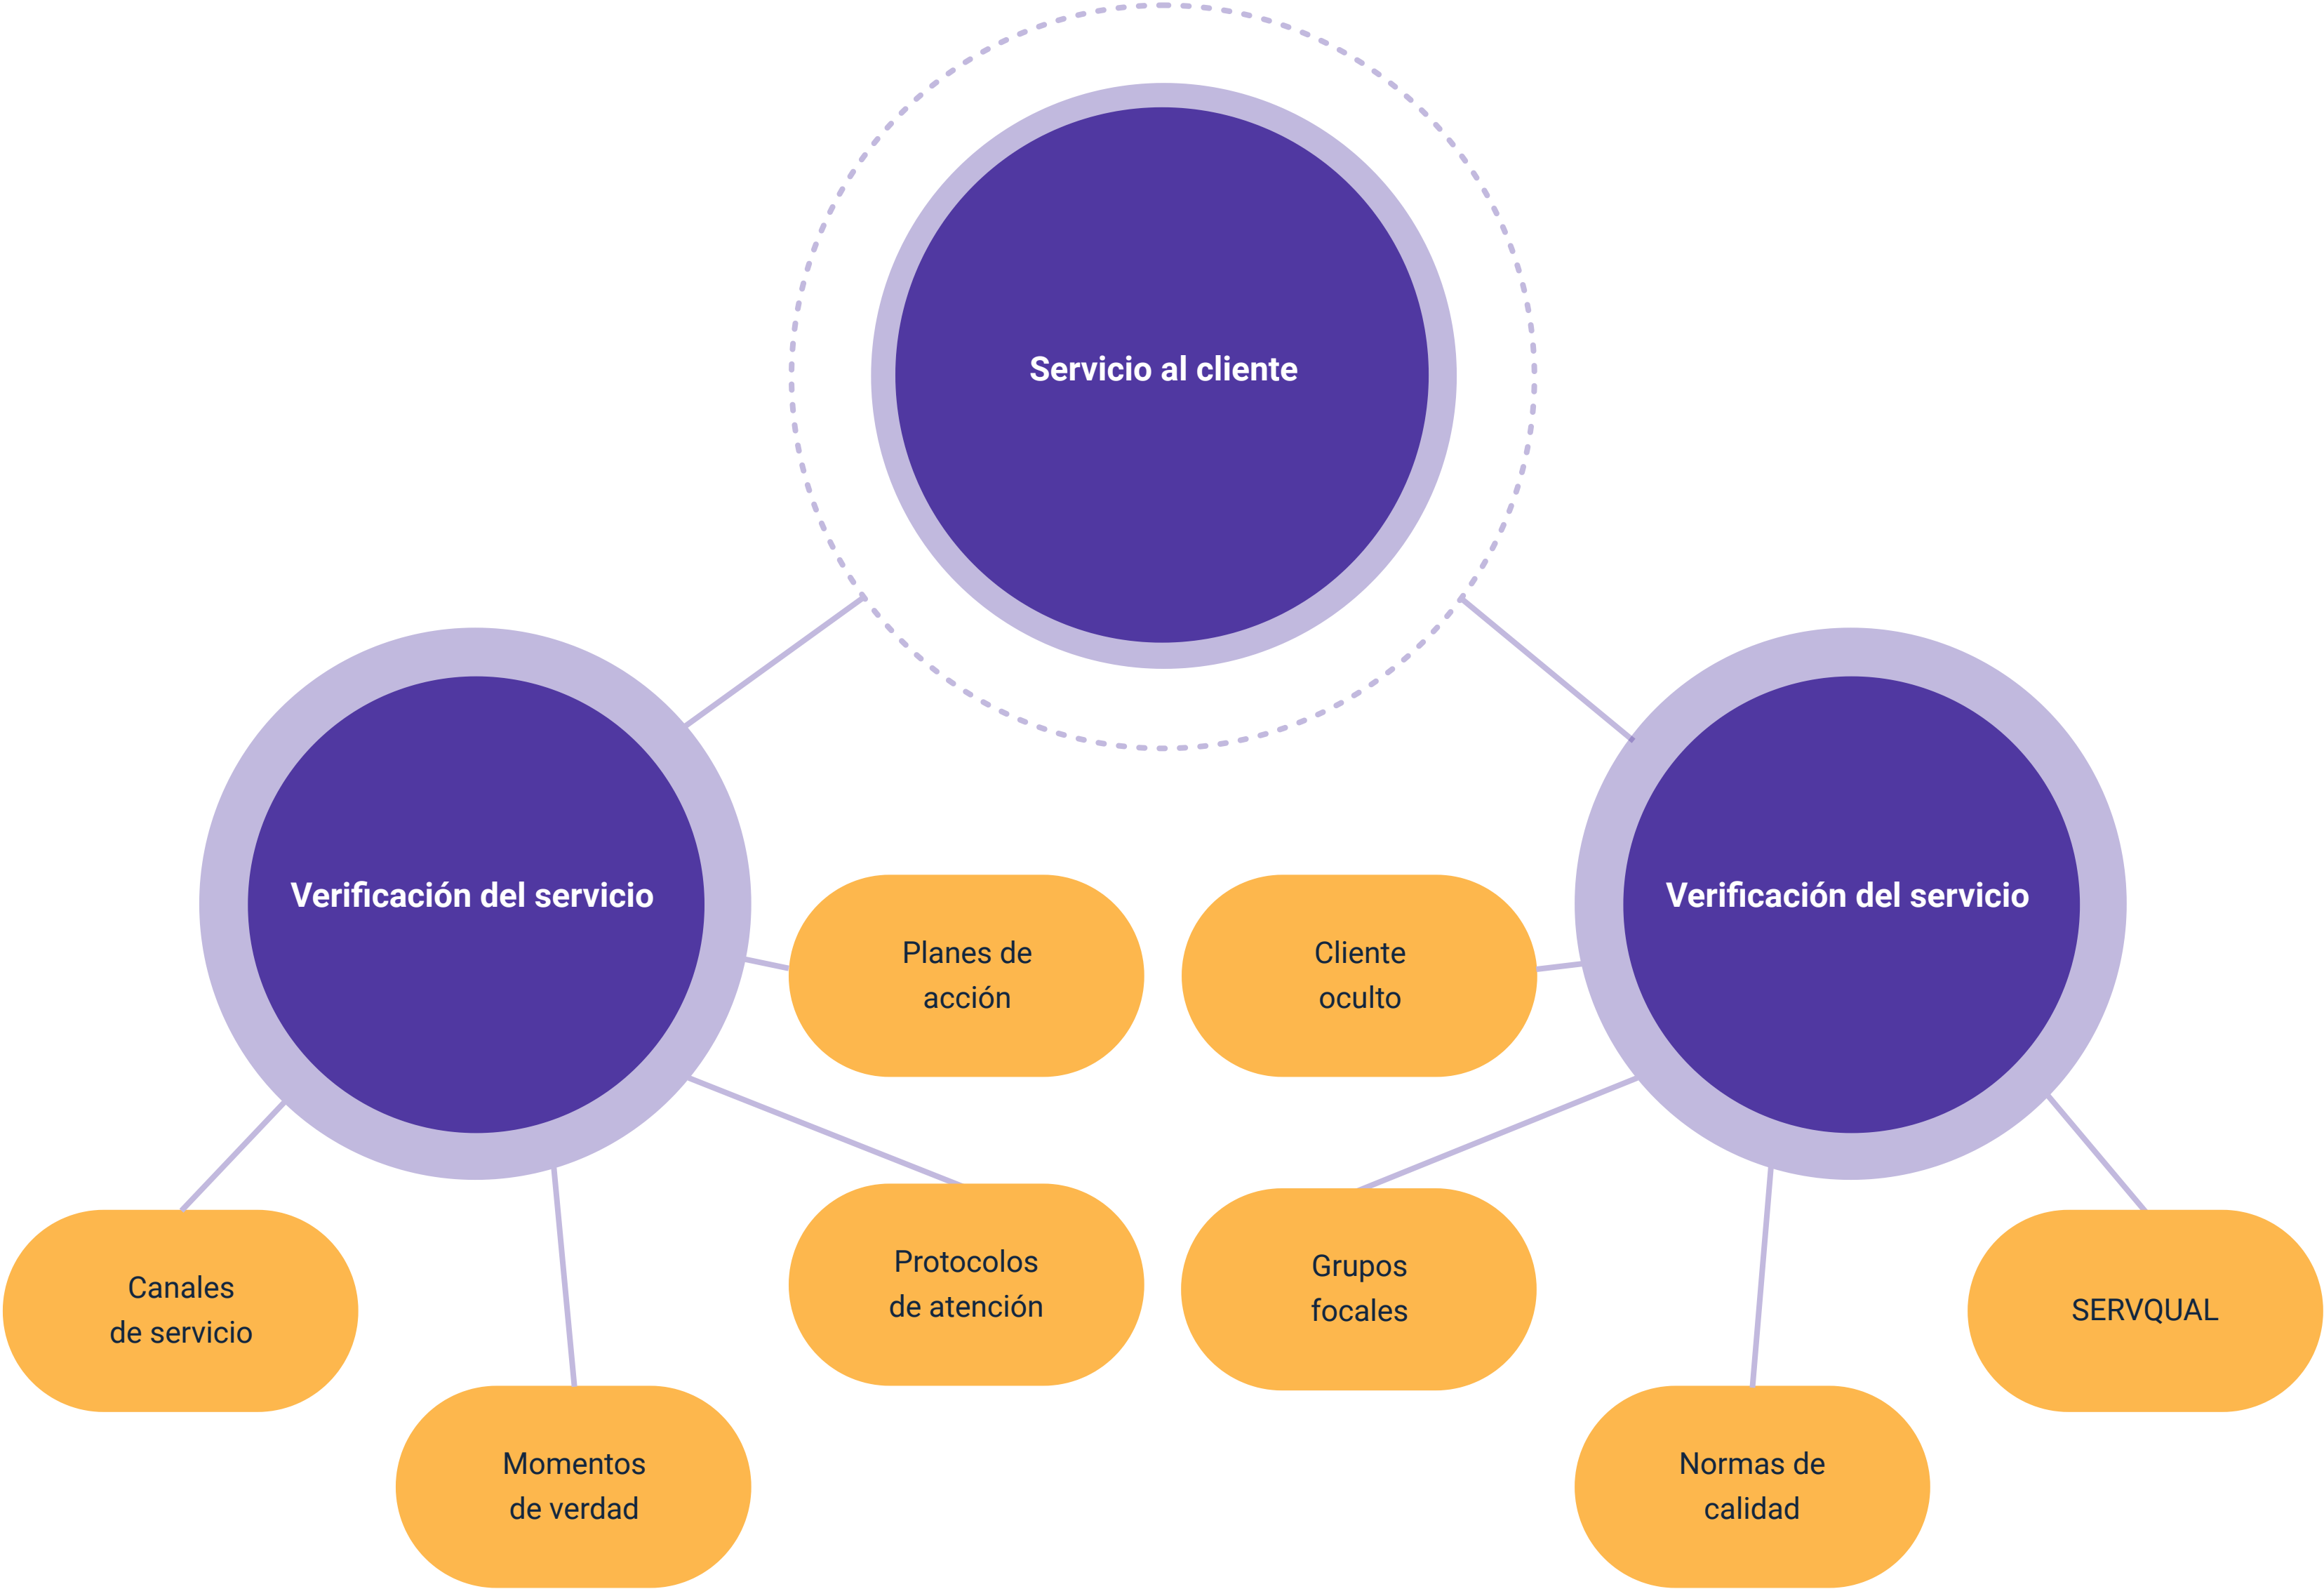 Servicio al cliente
Verificación del servicio
Verificación del servicio
Planes de
acción
Cliente
oculto
Canales
de servicio
Protocolos
de atención
Grupos
focales
SERVQUAL
Momentos
de verdad
Normas de
calidad